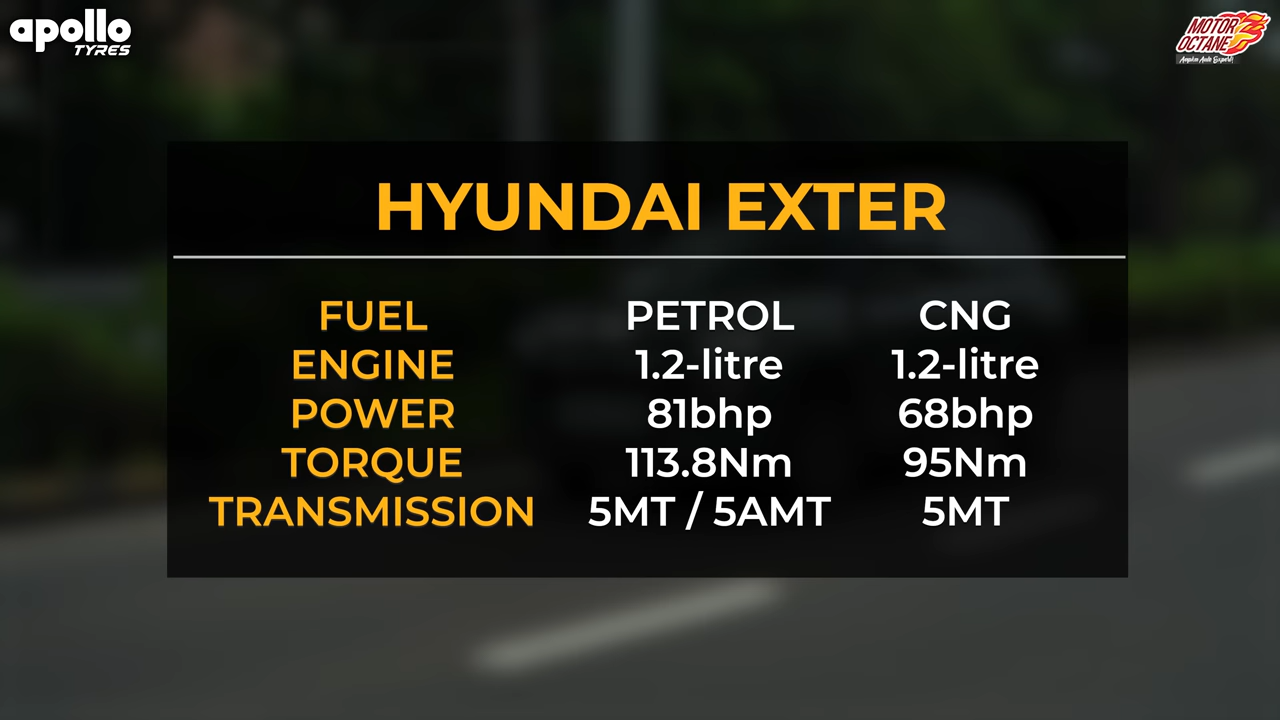 apollo
TYRES
MOTOR
OCTANE
HYUNDAI EXTER
FUEL PETROL CNG
ENGINE 1.2-litre 1.2-litre
POWER 81bhp 68bhp
TORQUE 113.8Nm 95Nm
TRANSMISSION 5MT / 5AMT 5MT